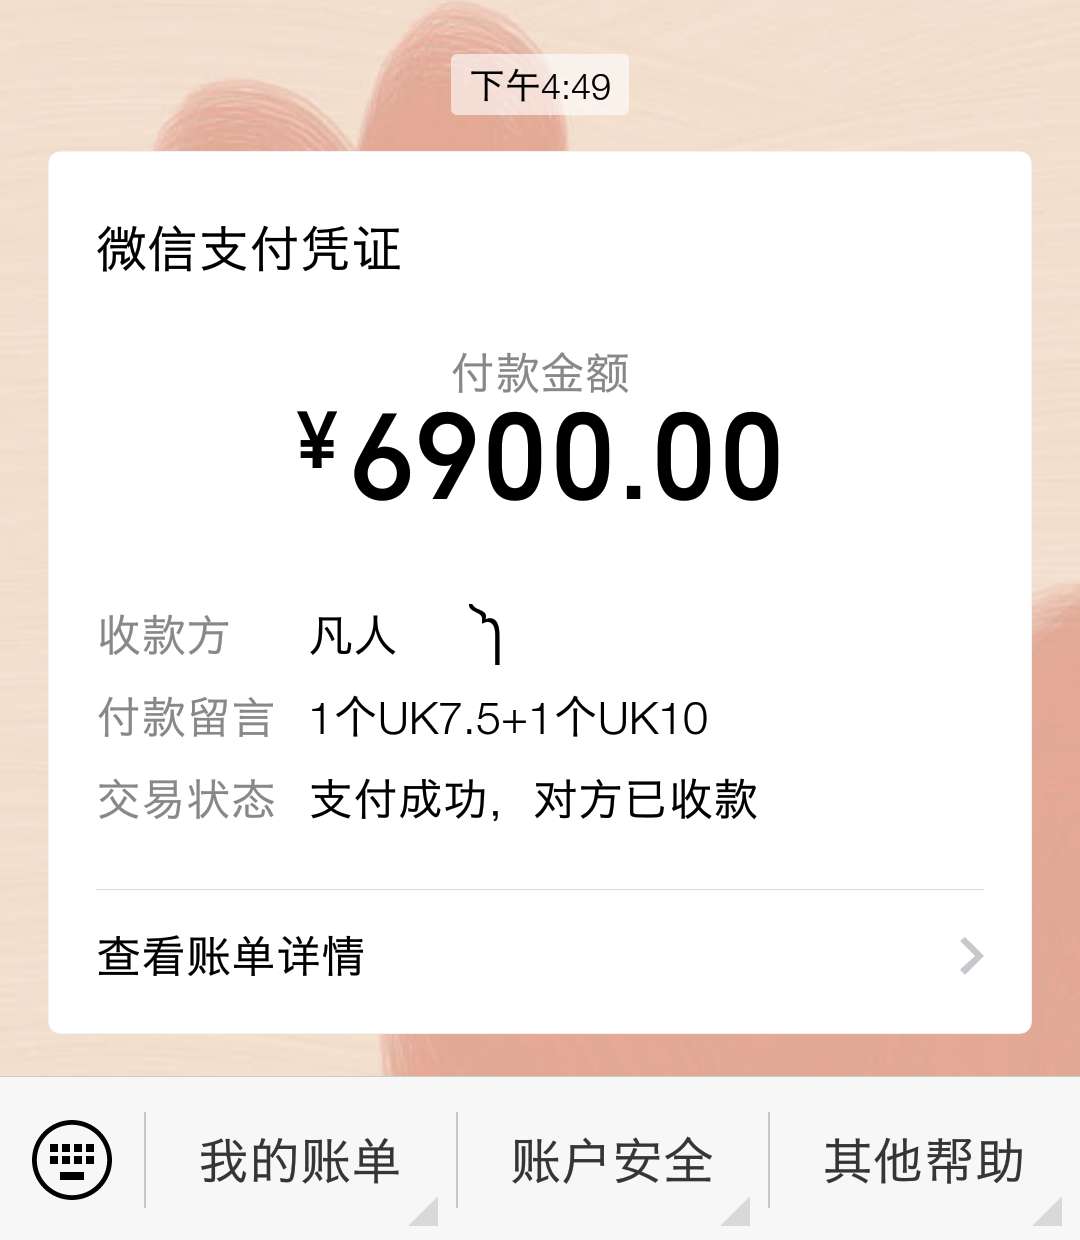 下午4:49
微信支付凭证
付款金额
¥6900.00
收款方 凡人
付款留言 1个UK7.5+1个UK10
交易状态 支付成功，对方已收款
查看账单详情
我的账单 账户安全 其他帮助